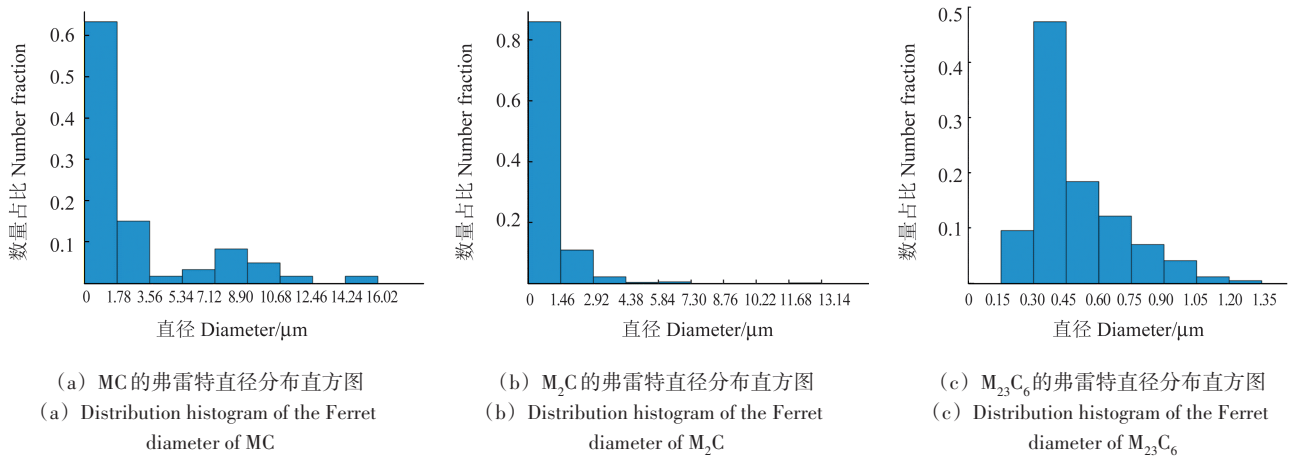 数量占比 Number fraction
0.6
0.5
0.4
0.3
0.2
0.1
0 1.78 3.56 5.34 7.12 8.90 10.68 12.46 14.24 16.02
直径 Diameter/μm
(a) MC的弗雷特直径分布直方图
(a) Distribution histogram of the Ferret
diameter of MC
数量占比 Number fraction
0.8
0.6
0.4
0.2
0 1.46 2.92 4.38 5.84 7.30 8.76 10.22 11.68 13.14
直径 Diameter/μm
(b) M₂C的弗雷特直径分布直方图
(b) Distribution histogram of the Ferret
diameter of M₂C
数量占比 Number fraction
0.5
0.4
0.5
0.2
0.1
0 0.15 0.30 0.45 0.60 0.75 0.90 1.05 1.20 1.35
直径 Diameter/μm
(c) M₂₃C₆的弗雷特直径分布直方图
(c) Distribution histogram of the Ferret
diameter of M₂₃C₆